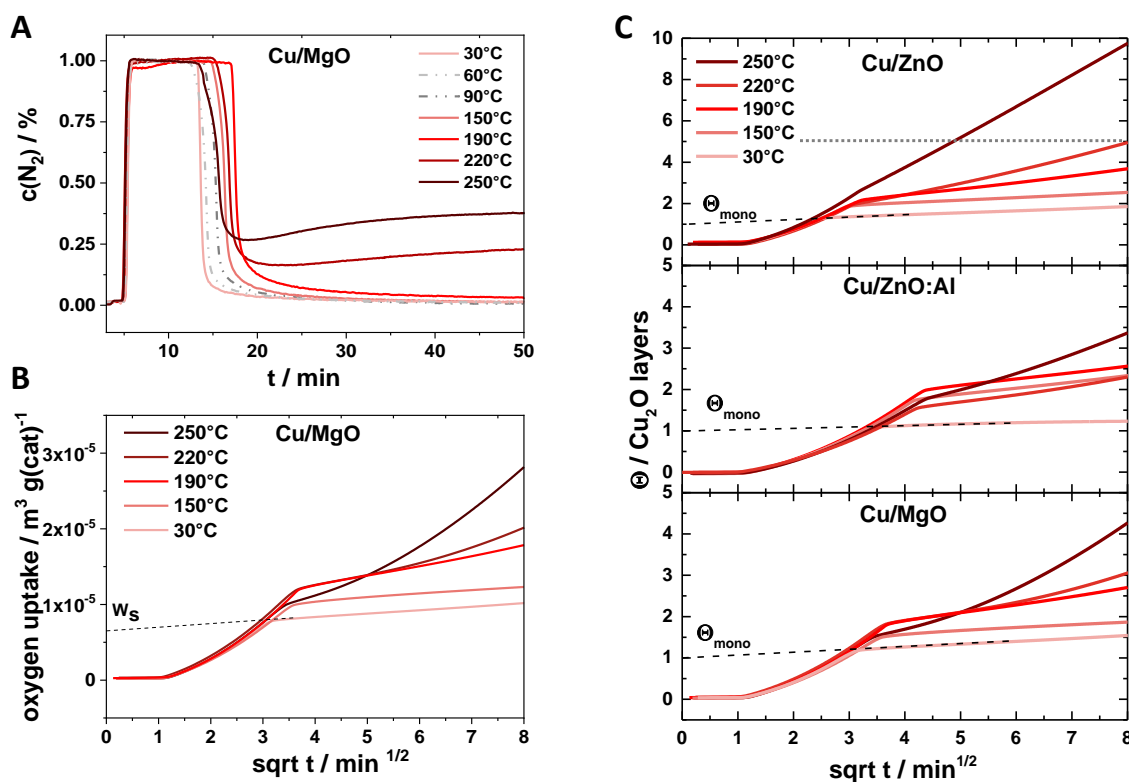 A
Cu/MgO
30°C
60°C
90°C
150°C
190°C
220°C
250°C
c(N₂) / %
1.00
0.75
0.50
0.25
0.00
10 20 30 40 50
t / min
B
Cu/MgO
250°C
220°C
190°C
150°C
30°C
oxygen uptake / m³ g(cat)⁻¹
3x10⁻⁵
2x10⁻⁵
1x10⁻⁵
0
wₛ
0 1 2 3 4 5 6 7 8
sqrt t / min ¹ᐟ²
C
Cu/ZnO
250°C
220°C
190°C
150°C
30°C
10
8
6
4
2
0
Θmono
Cu/ZnO:Al
5
4
3
2
1
0
Θmono
Θ / Cu₂O layers
Cu/MgO
5
4
3
2
1
0
Θmono
0 1 2 3 4 5 6 7 8
sqrt t / min¹ᐟ²